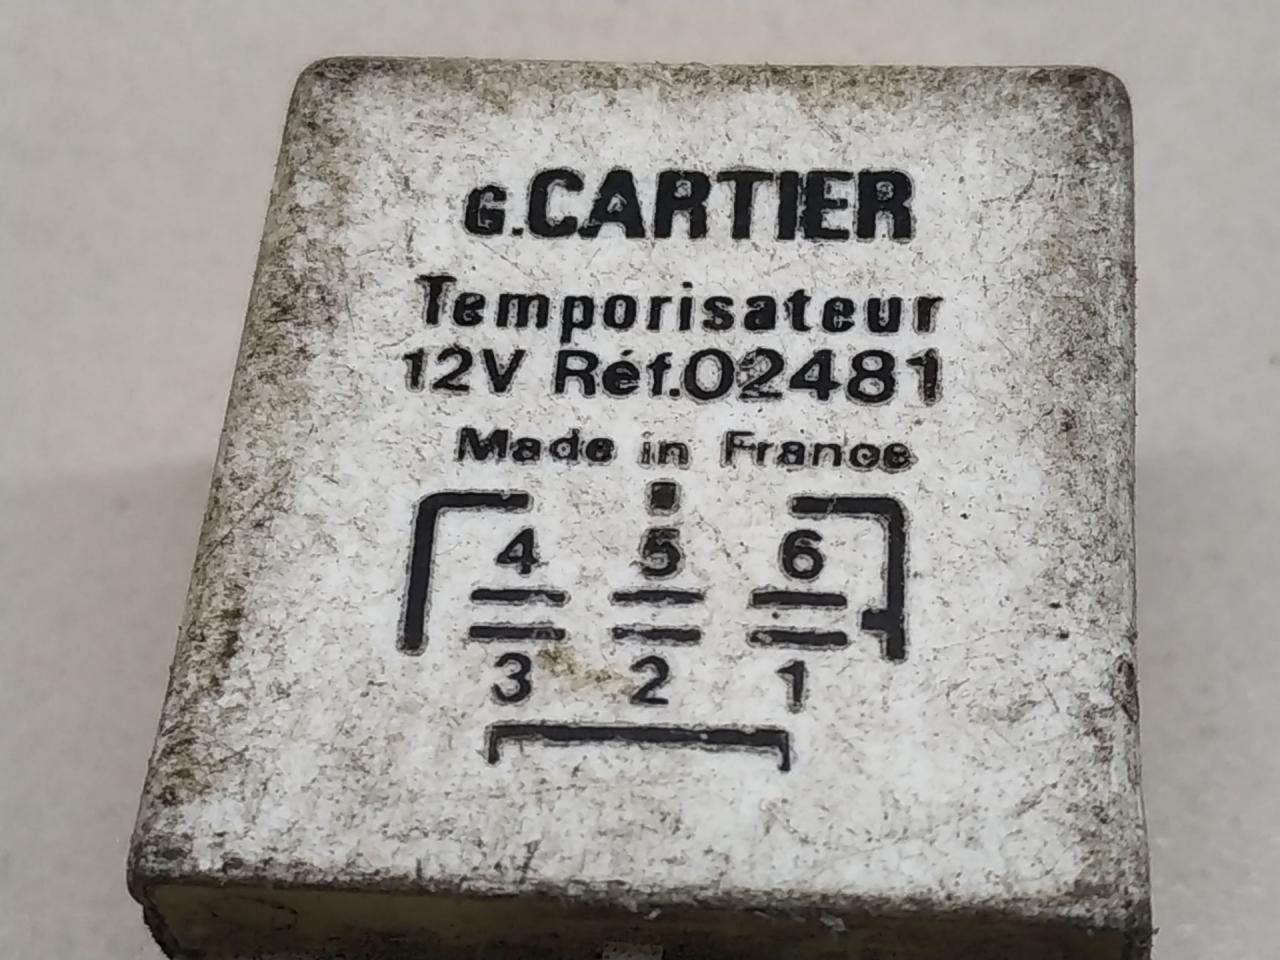 G.CARTIER
Temporisateur
12V Réf.02481
Made in France
4 5 6
3 2 1